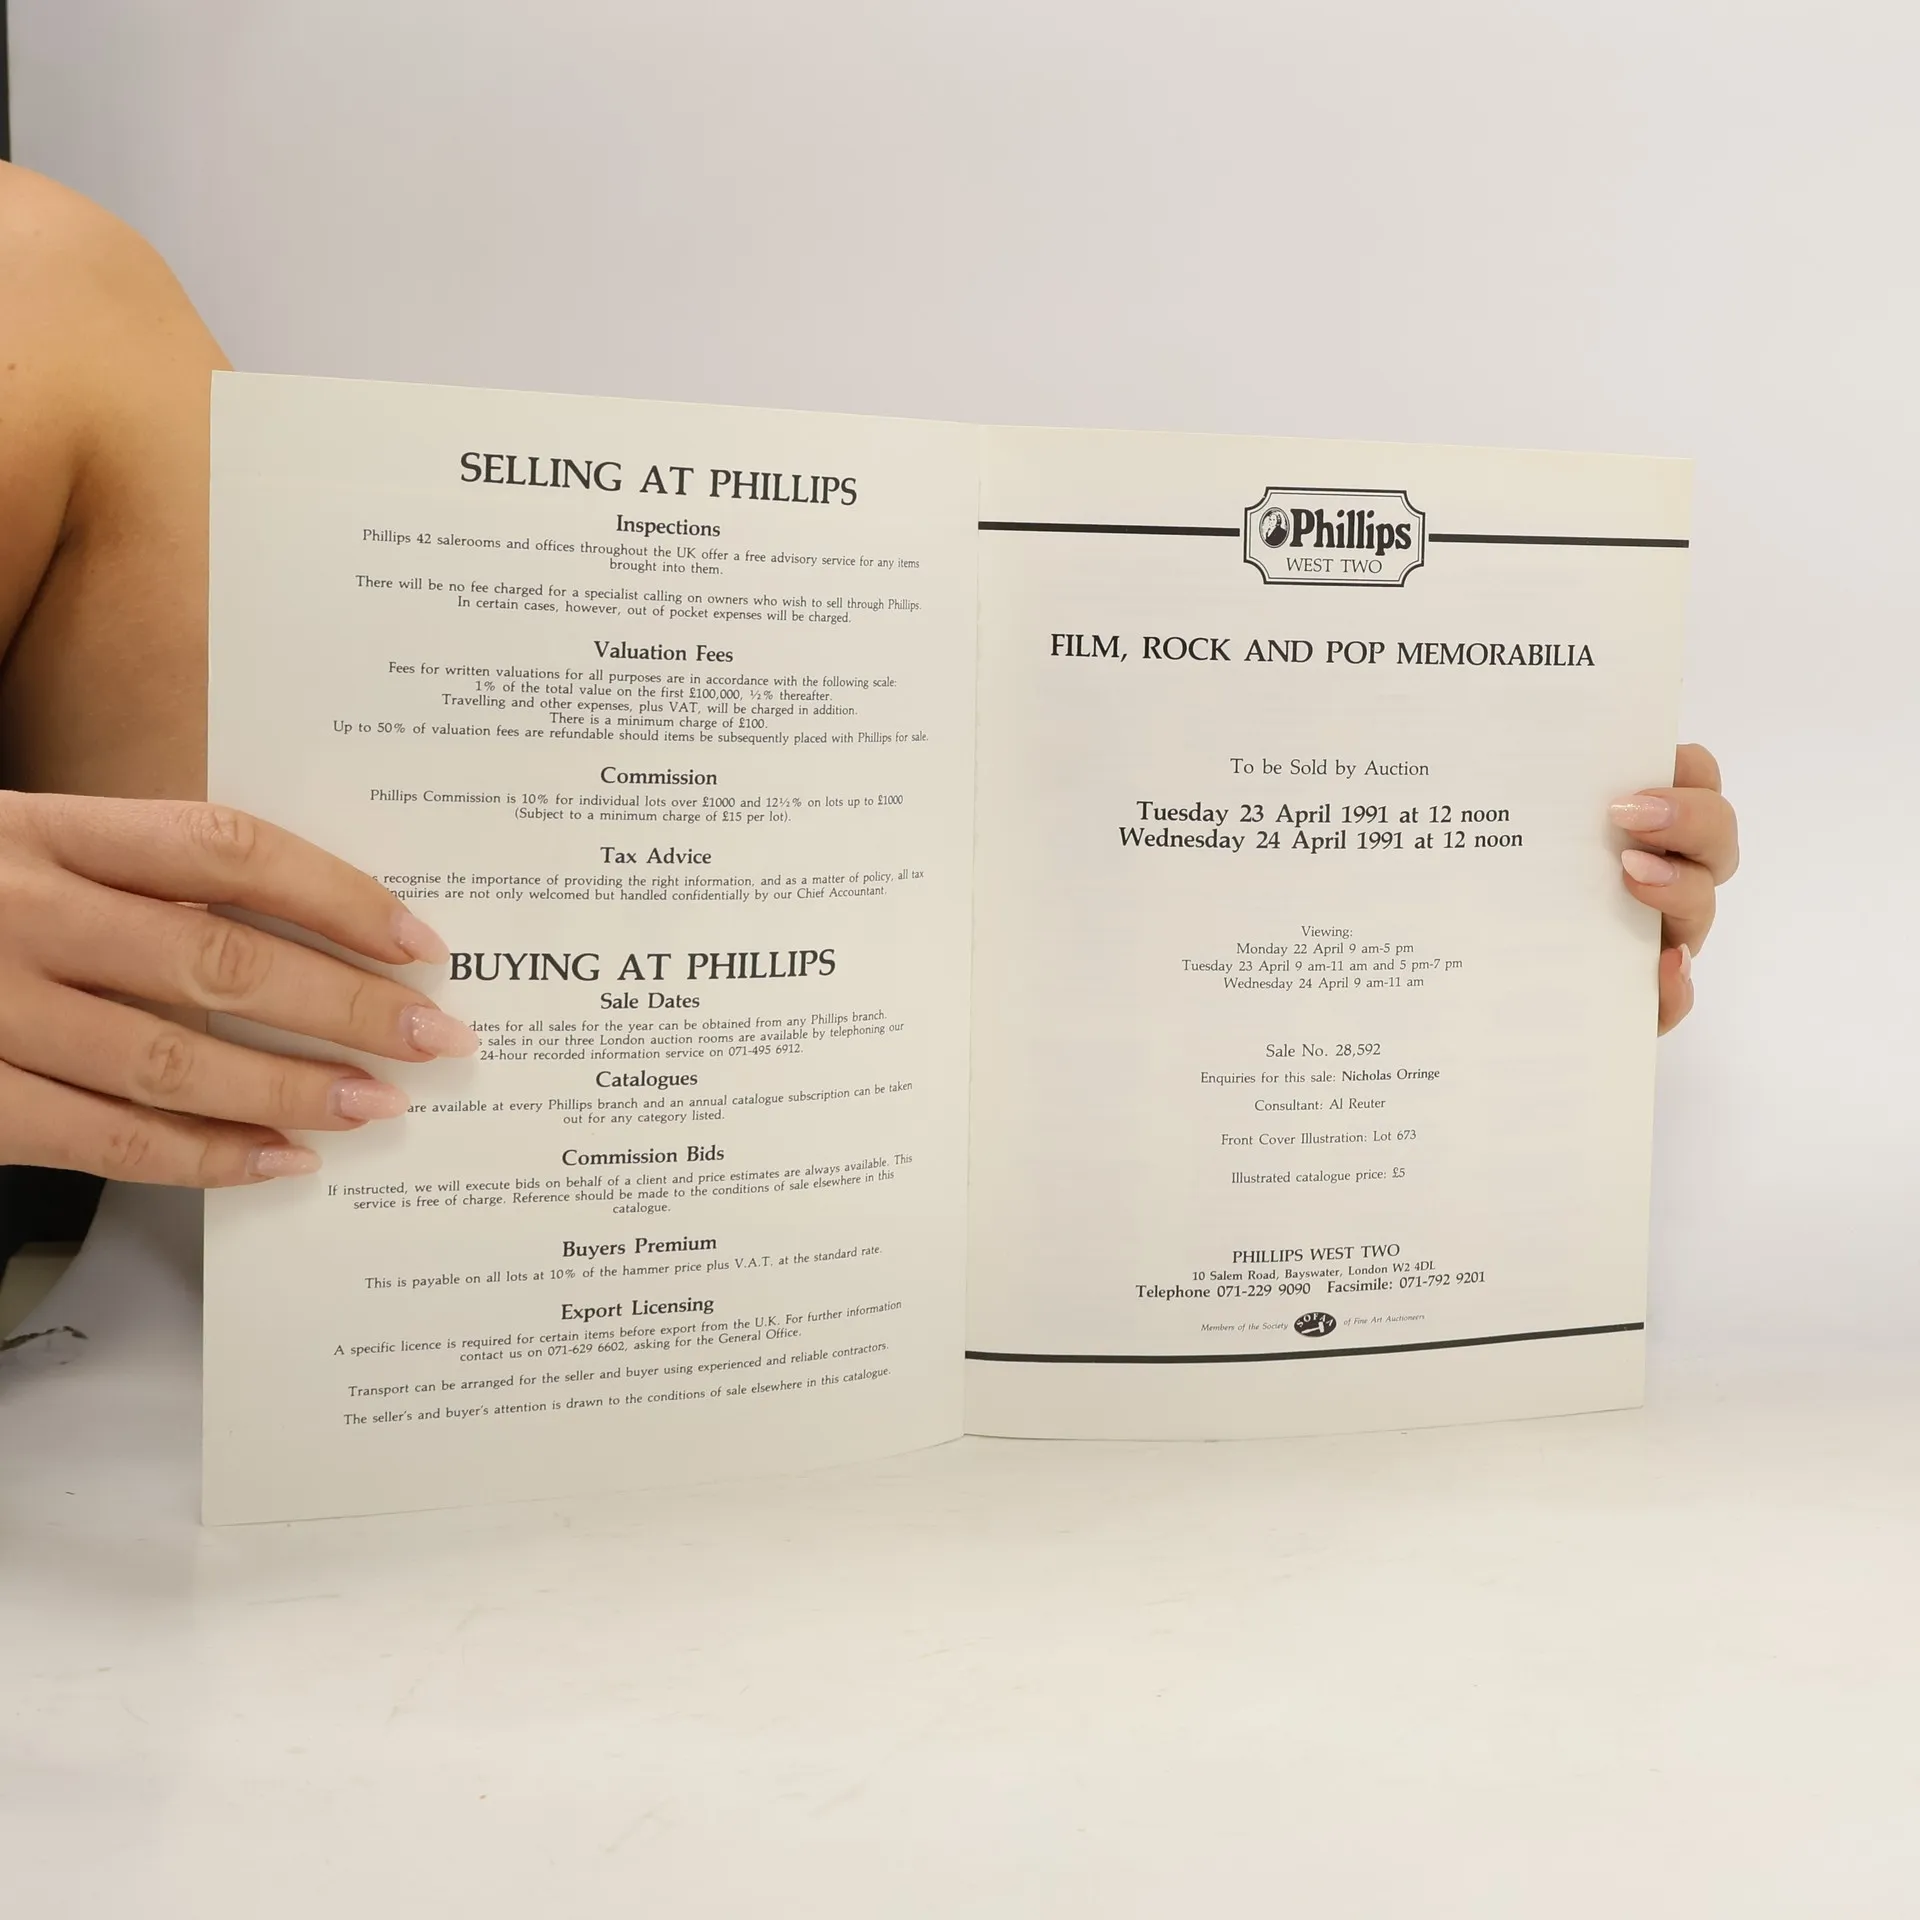 SELLING AT PHILLIPS
Inspections
Phillips 42 salerooms and offices throughout the UK offer a free advisory service for any items
brought into them.
There will be no fee charged for a specialist calling on owners who wish to sell through Phillips.
In certain cases, however, out of pocket expenses will be charged.
Valuation Fees
Fees for written valuations for all purposes are in accordance with the following scale:
1% of the total value on the first £100,000, ½% thereafter.
Travelling and other expenses, plus VAT, will be charged in addition.
There is a minimum charge of £100.
Up to 50% of valuation fees are refundable should items be subsequently placed with Phillips for sale.
Commission
Phillips Commission is 10% for individual lots over £1000 and 12½% on lots up to £1000
(Subject to a minimum charge of £15 per lot).
Tax Advice
recognise the importance of providing the right information, and as a matter of policy, all tax
nquiries are not only welcomed but handled confidentially by our Chief Accountant.
BUYING AT PHILLIPS
Sale Dates
dates for all sales for the year can be obtained from any Phillips branch.
sales in our three London auction rooms are available by telephoning our
24-hour recorded information service on 071-495 6912.
Catalogues
are available at every Phillips branch and an annual catalogue subscription can be taken
out for any category listed.
Commission Bids
If instructed, we will execute bids on behalf of a client and price estimates are always available. This
service is free of charge. Reference should be made to the conditions of sale elsewhere in this
catalogue.
Buyers Premium
This is payable on all lots at 10% of the hammer price plus V.A.T. at the standard rate.
Export Licensing
A specific licence is required for certain items before export from the U.K. For further information
contact us on 071-629 6602, asking for the General Office.
Transport can be arranged for the seller and buyer using experienced and reliable contractors.
The seller's and buyer's attention is drawn to the conditions of sale elsewhere in this catalogue.
Phillips
WEST TWO
FILM, ROCK AND POP MEMORABILIA
To be Sold by Auction
Tuesday 23 April 1991 at 12 noon
Wednesday 24 April 1991 at 12 noon
Viewing:
Monday 22 April 9 am-5 pm
Tuesday 23 April 9 am-11 am and 5 pm-7 pm
Wednesday 24 April 9 am-11 am
Sale No. 28,592
Enquiries for this sale: Nicholas Orringe
Consultant: Al Reuter
Front Cover Illustration: Lot 673
Illustrated catalogue price: £5
PHILLIPS WEST TWO
10 Salem Road, Bayswater, London W2 4DL
Telephone 071-229 9090 Facsimile: 071-792 9201
Members of the Society SOFAA of Fine Art Auctioneers